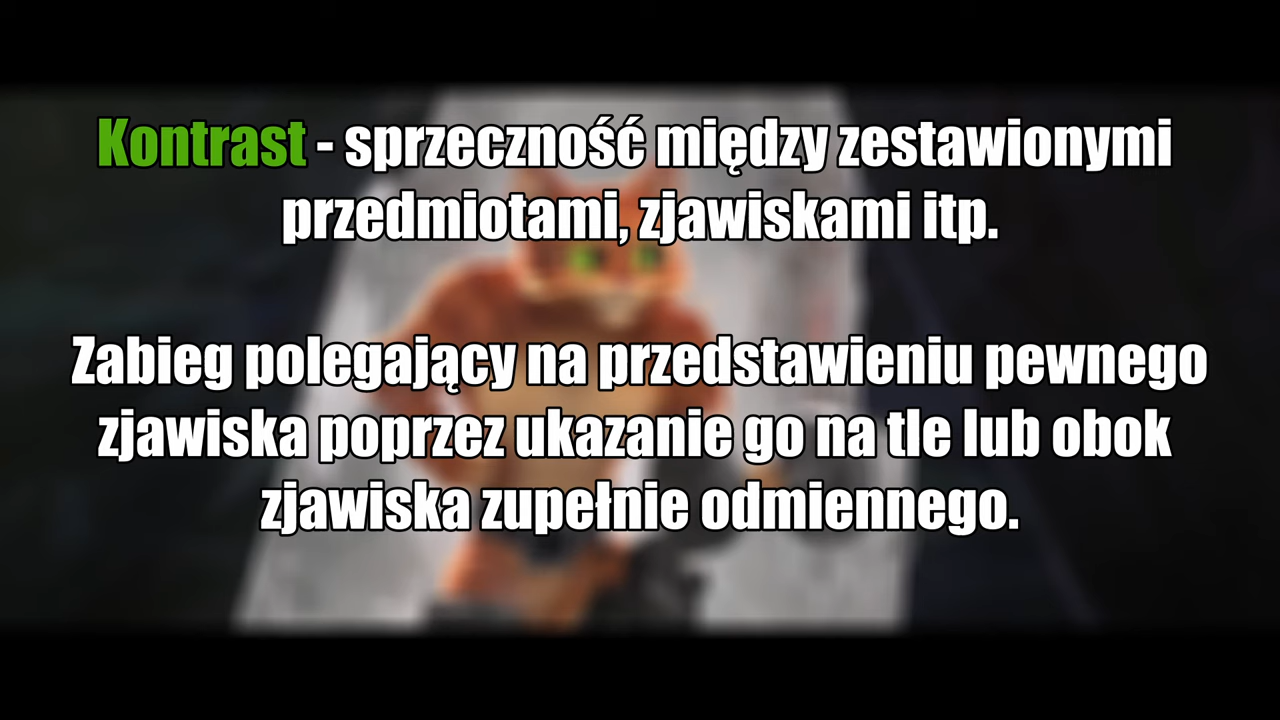 Kontrast - sprzeczność między zestawionymi
przedmiotami, zjawiskami itp.
Zabieg polegający na przedstawieniu pewnego
zjawiska poprzez ukazanie go na tle lub obok
zjawiska zupełnie odmiennego.